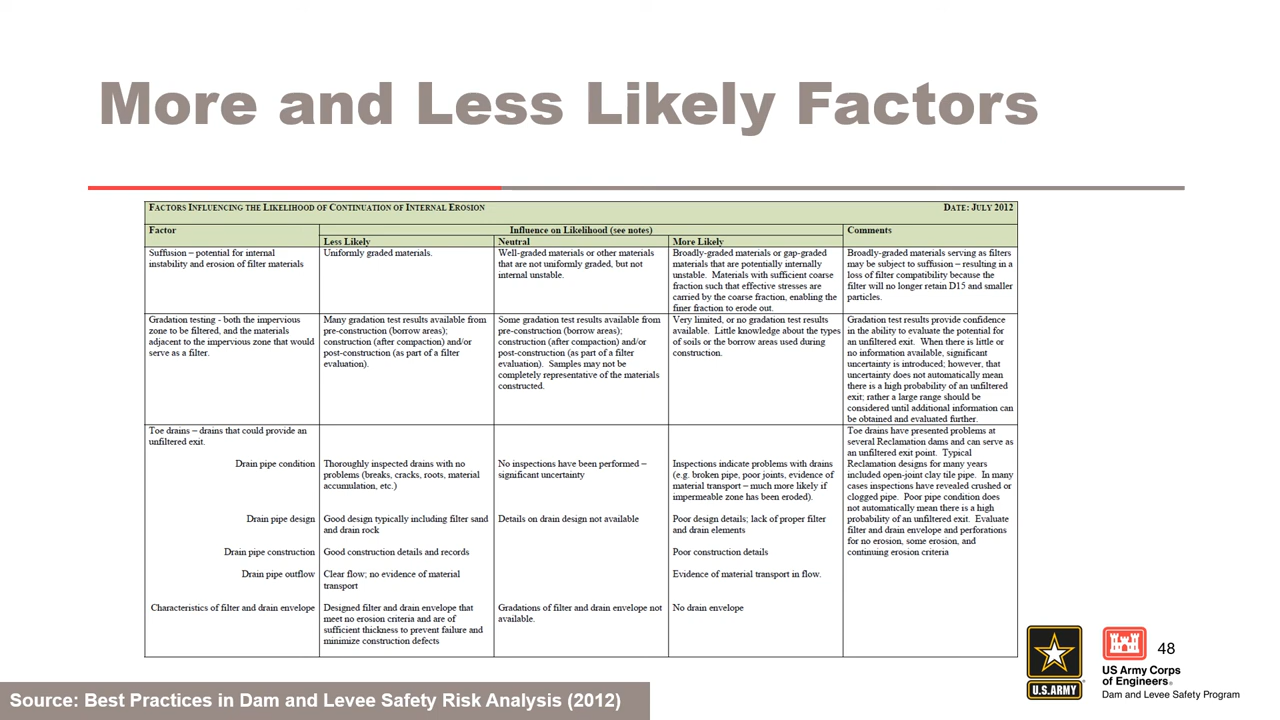 More and Less Likely Factors
FACTORS INFLUENCING THE LIKELIHOOD OF CONTINUATION OF INTERNAL EROSION
DATE: JULY 2012
Factor
Influence on Likelihood (see notes)
Comments
Less Likely
Neutral
More Likely
Suffusion – potential for internal
instability and erosion of filter materials
Uniformly graded materials.
Well-graded materials or other materials
that are not uniformly graded, but not
internal unstable.
Broadly-graded materials or gap-graded
materials that are potentially internally
unstable. Materials with sufficient coarse
fraction such that effective stresses are
carried by the coarse fraction, enabling the
finer fraction to erode out.
Broadly-graded materials serving as filters
may be subject to suffusion – resulting in a
loss of filter compatibility because the
filter will no longer retain D15 and smaller
particles.
Gradation testing - both the impervious
zone to be filtered, and the materials
adjacent to the impervious zone that would
serve as a filter.
Many gradation test results available from
pre-construction (borrow areas);
construction (after compaction) and/or
post-construction (as part of a filter
evaluation).
Some gradation test results available from
pre-construction (borrow areas);
construction (after compaction) and/or
post-construction (as part of a filter
evaluation). Samples may not be
completely representative of the materials
constructed.
Very limited, or no gradation test results
available. Little knowledge about the types
of soils or the borrow areas used during
construction.
Gradation test results provide confidence
in the ability to evaluate the potential for
an unfiltered exit. When there is little or
no information available, significant
uncertainty is introduced; however, that
uncertainty does not automatically mean
there is a high probability of an unfiltered
exit; rather a large range should be
considered until additional information can
be obtained and evaluated further.
Toe drains – drains that could provide an
unfiltered exit.
Toe drains have presented problems at
several Reclamation dams and can serve as
an unfiltered exit point. Typical
Reclamation designs for many years
included open-joint clay tile pipe. In many
cases inspections have revealed crushed or
clogged pipe. Poor pipe condition does
not automatically mean there is a high
probability of an unfiltered exit. Evaluate
filter and drain envelope and perforations
for no erosion, some erosion, and
continuing erosion criteria
Drain pipe condition
Thoroughly inspected drains with no
problems (breaks, cracks, roots, material
accumulation, etc.)
No inspections have been performed –
significant uncertainty
Inspections indicate problems with drains
(e.g. broken pipe, poor joints, evidence of
material transport – much more likely if
impermeable zone has been eroded).
Drain pipe design
Good design typically including filter sand
and drain rock
Details on drain design not available
Poor design details; lack of proper filter
and drain elements
Drain pipe construction
Good construction details and records
Poor construction details
Drain pipe outflow
Clear flow; no evidence of material
transport
Evidence of material transport in flow.
Characteristics of filter and drain envelope
Designed filter and drain envelope that
meet no erosion criteria and are of
sufficient thickness to prevent failure and
minimize construction defects
Gradations of filter and drain envelope not
available.
No drain envelope
U.S.ARMY
US Army Corps
of Engineers®
Dam and Levee Safety Program
48
Source: Best Practices in Dam and Levee Safety Risk Analysis (2012)